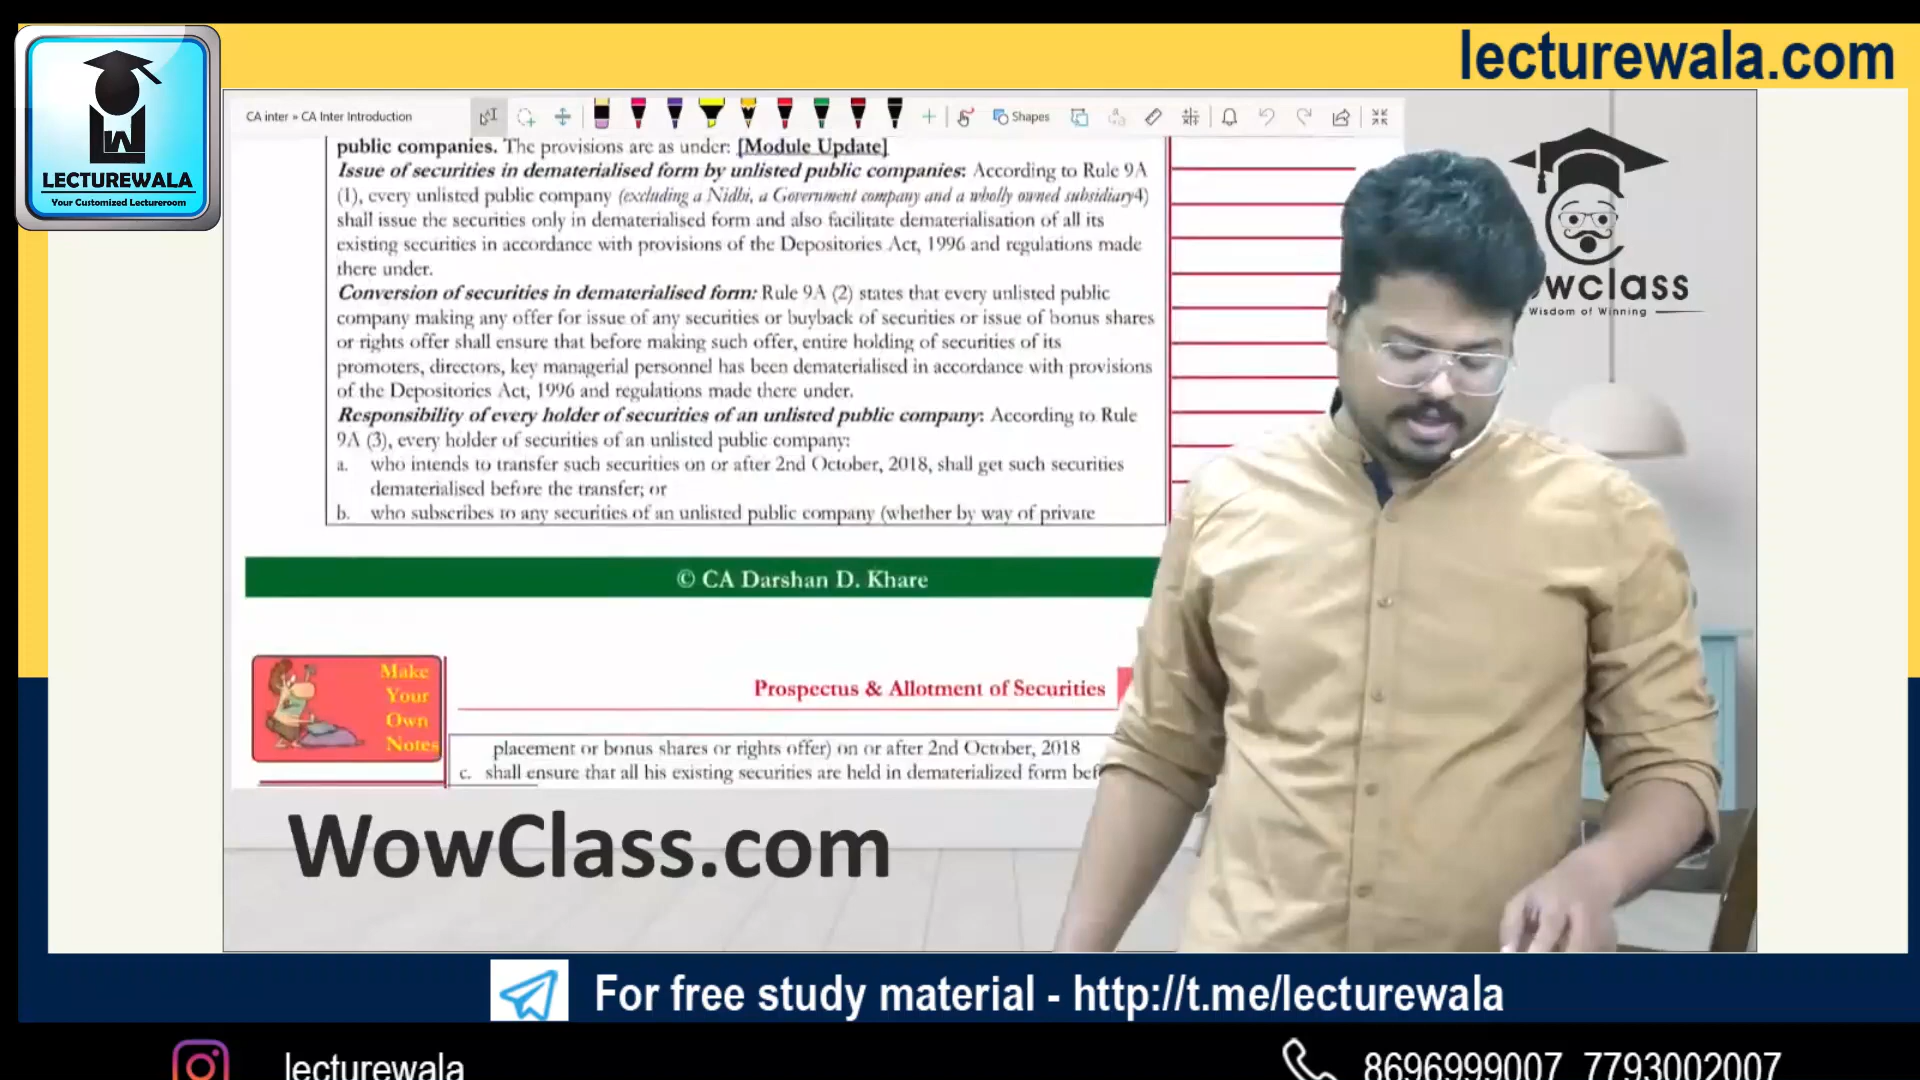 lecturewala.com
LW
LECTUREWALA
Your Customized Lectureroom
CA inter » CA Inter Introduction
Shapes
public companies. The provisions are as under: [Module Update]
Issue of securities in dematerialised form by unlisted public companies: According to Rule 9A
(1), every unlisted public company (excluding a Nidhi, a Government company and a wholly owned subsidiary4)
shall issue the securities only in dematerialised form and also facilitate dematerialisation of all its
existing securities in accordance with provisions of the Depositories Act, 1996 and regulations made
there under.
Conversion of securities in dematerialised form: Rule 9A (2) states that every unlisted public
company making any offer for issue of any securities or buyback of securities or issue of bonus shares
or rights offer shall ensure that before making such offer, entire holding of securities of its
promoters, directors, key managerial personnel has been dematerialised in accordance with provisions
of the Depositories Act, 1996 and regulations made there under.
Responsibility of every holder of securities of an unlisted public company: According to Rule
9A (3), every holder of securities of an unlisted public company:
a. who intends to transfer such securities on or after 2nd October, 2018, shall get such securities
dematerialised before the transfer; or
b. who subscribes to any securities of an unlisted public company (whether by way of private
© CA Darshan D. Khare
Make
Your
Own
Notes
Prospectus & Allotment of Securities
placement or bonus shares or rights offer) on or after 2nd October, 2018
c. shall ensure that all his existing securities are held in dematerialized form
wclass
Wisdom of Winning
WowClass.com
For free study material - http://t.me/lecturewala
lecturewala
8696999007 7793002007